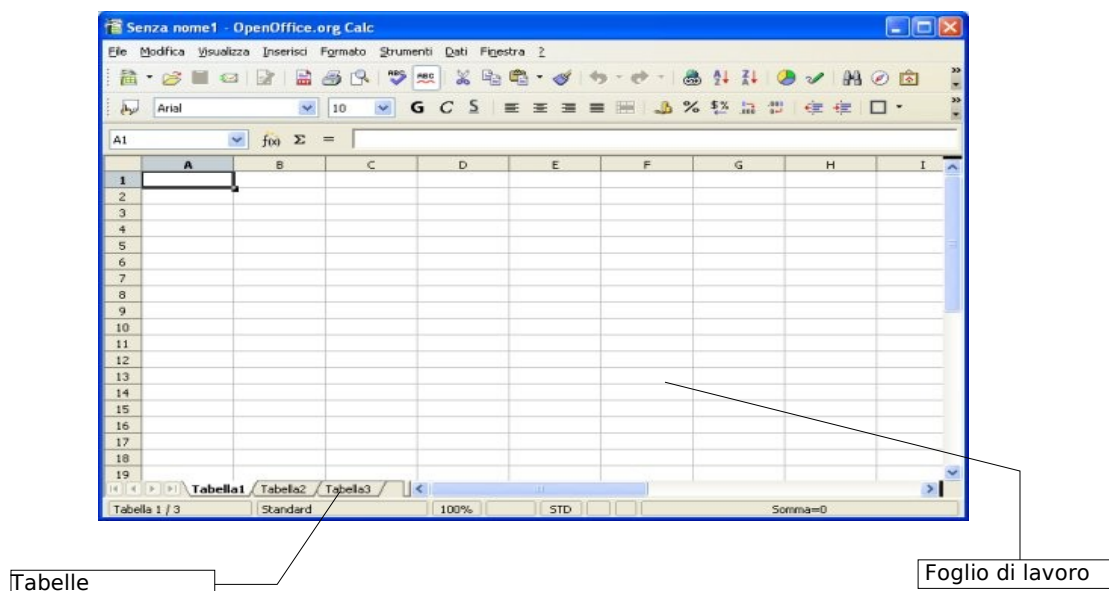 Senza nome1 - OpenOffice.org Calc
File Modifica Visualizza Inserisci Formato Strumenti Dati Finestra ?
Arial 10 G C S
A1 f(x) Σ =
A B C D E F G H I
1
2
3
4
5
6
7
8
9
10
11
12
13
14
15
16
17
18
19
Tabella1 Tabella2 Tabella3
Tabella 1 / 3 Standard 100% STD Somma=0
Tabelle
Foglio di lavoro